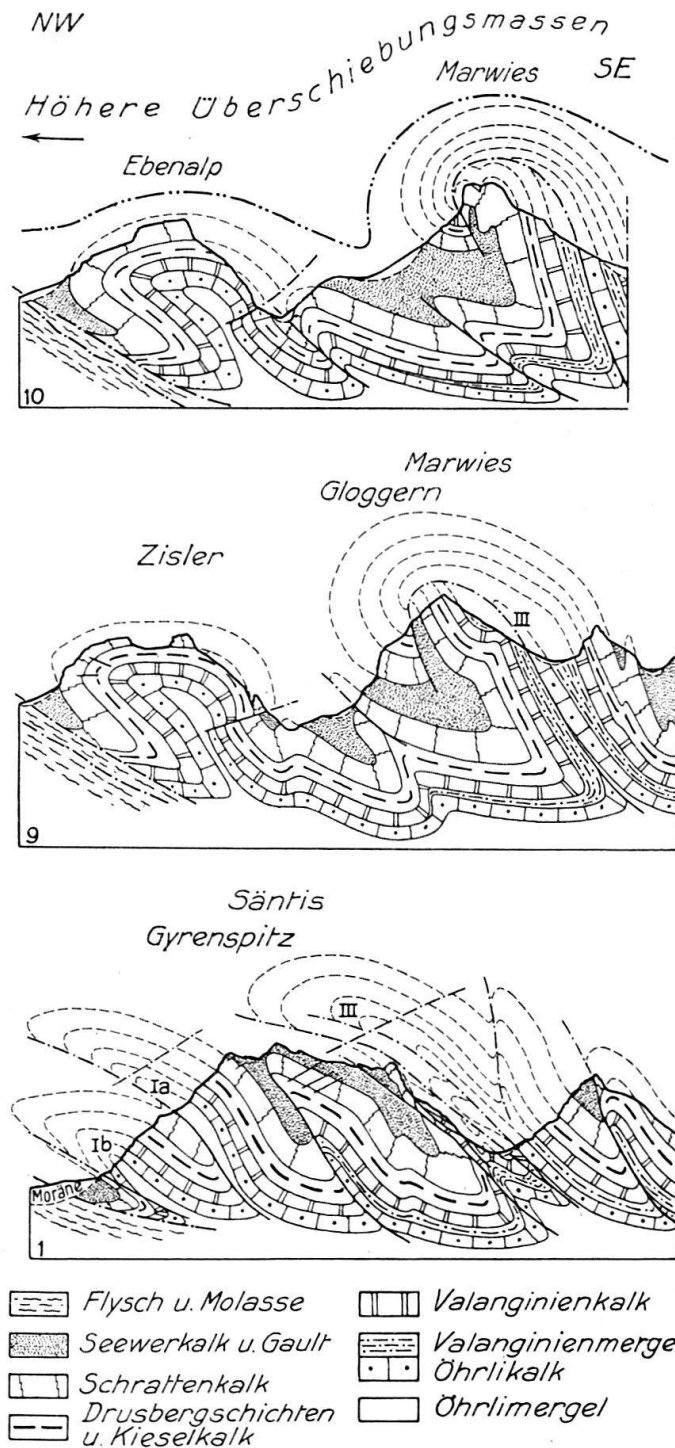 NW
Höhere Überschiebungsmassen
Marwies SE
Ebenalp
10
Marwies
Gloggern
Zisler
III
9
Säntis
Gyrenspitz
III
Ia
Ib
Moräne
1
Flysch u. Molasse
Seewerkalk u. Gault
Schrattenkalk
Drusbergschichten
u. Kieselkalk
Valanginienkalk
Valanginienmerge
Öhrlikalk
Öhrlimergel